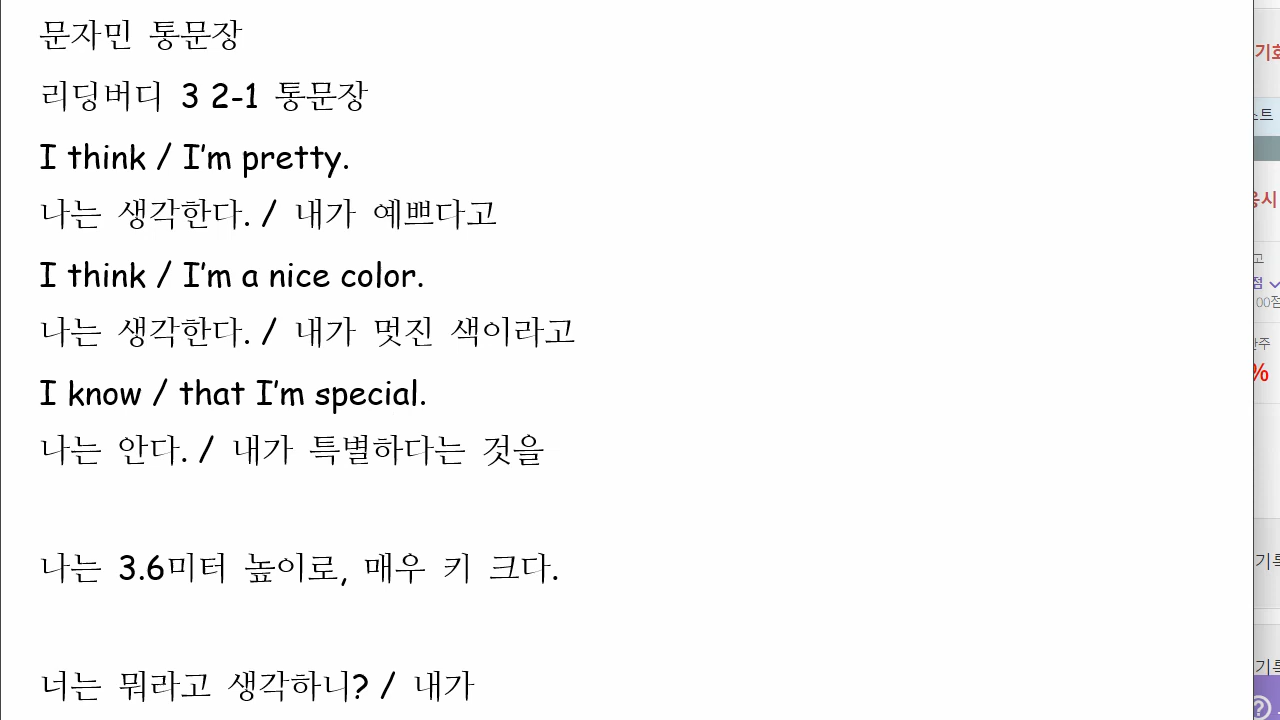 문자민 통문장
리딩버디 3 2-1 통문장
I think / I'm pretty.
나는 생각한다. / 내가 예쁘다고
I think / I'm a nice color.
나는 생각한다. / 내가 멋진 색이라고
I know / that I'm special.
나는 안다. / 내가 특별하다는 것을
나는 3.6미터 높이로, 매우 키 크다.
너는 뭐라고 생각하니? / 내가